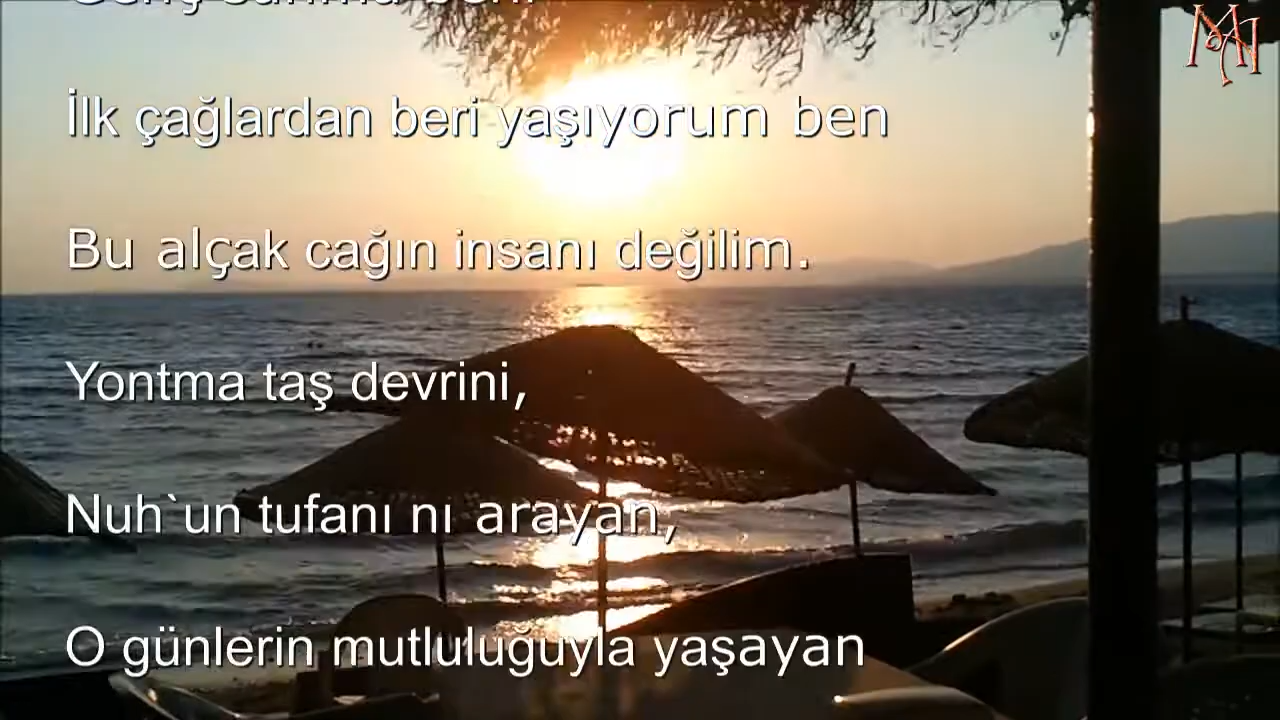 İlk çağlardan beri yaşıyorum ben
Bu alçak cağın insanı değilim.
Yontma taş devrini,
Nuh`un tufanı nı arayan,
O günlerin mutluluğuyla yaşayan